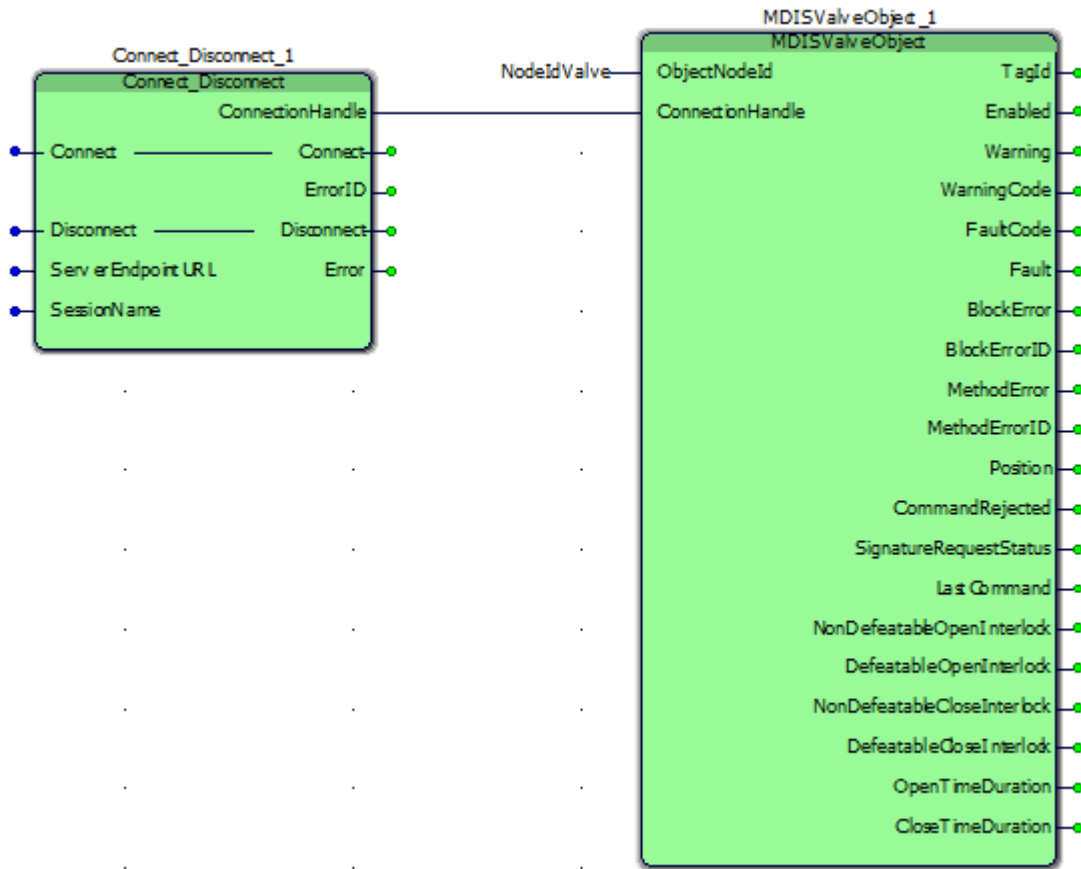 MDISValveObject_1
MDISValveObject
Connect_Disconnect_1
Connect_Disconnect
ConnectionHandle
Connect Connect
ErrorID
Disconnect Disconnect
ServerEndpointURL Error
SessionName
NodeIdValve
ObjectNodeId TagId
ConnectionHandle Enabled
Warning
WarningCode
FaultCode
Fault
BlockError
BlockErrorID
MethodError
MethodErrorID
Position
CommandRejected
SignatureRequestStatus
LastCommand
NonDefeatableOpenInterlock
DefeatableOpenInterlock
NonDefeatableCloseInterlock
DefeatableCloseInterlock
OpenTimeDuration
CloseTimeDuration